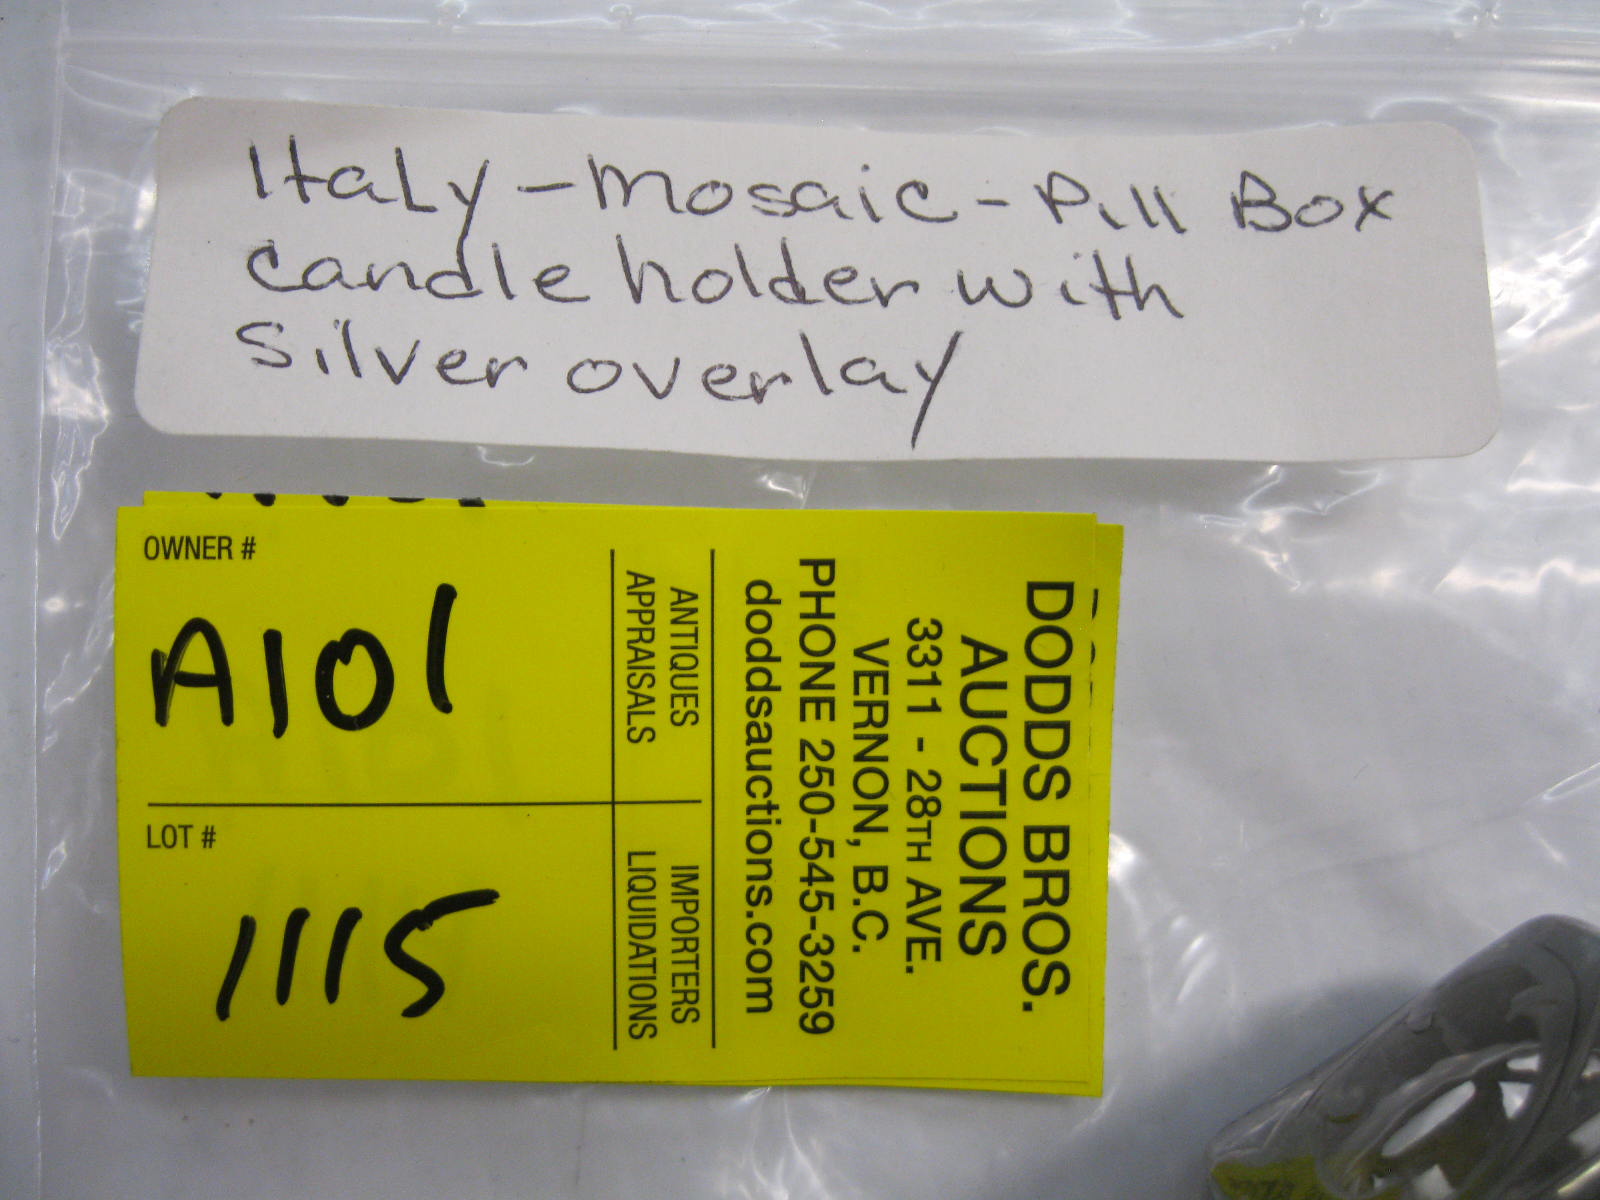 Italy - Mosaic - Pill Box
candle holder with
Silver overlay
OWNER #
A101
LOT #
1115
ANTIQUES
APPRAISALS
IMPORTERS
LIQUIDATIONS
DODDS BROS.
AUCTIONS
3311 - 28TH AVE.
VERNON, B.C.
PHONE 250-545-3259
doddsauctions.com